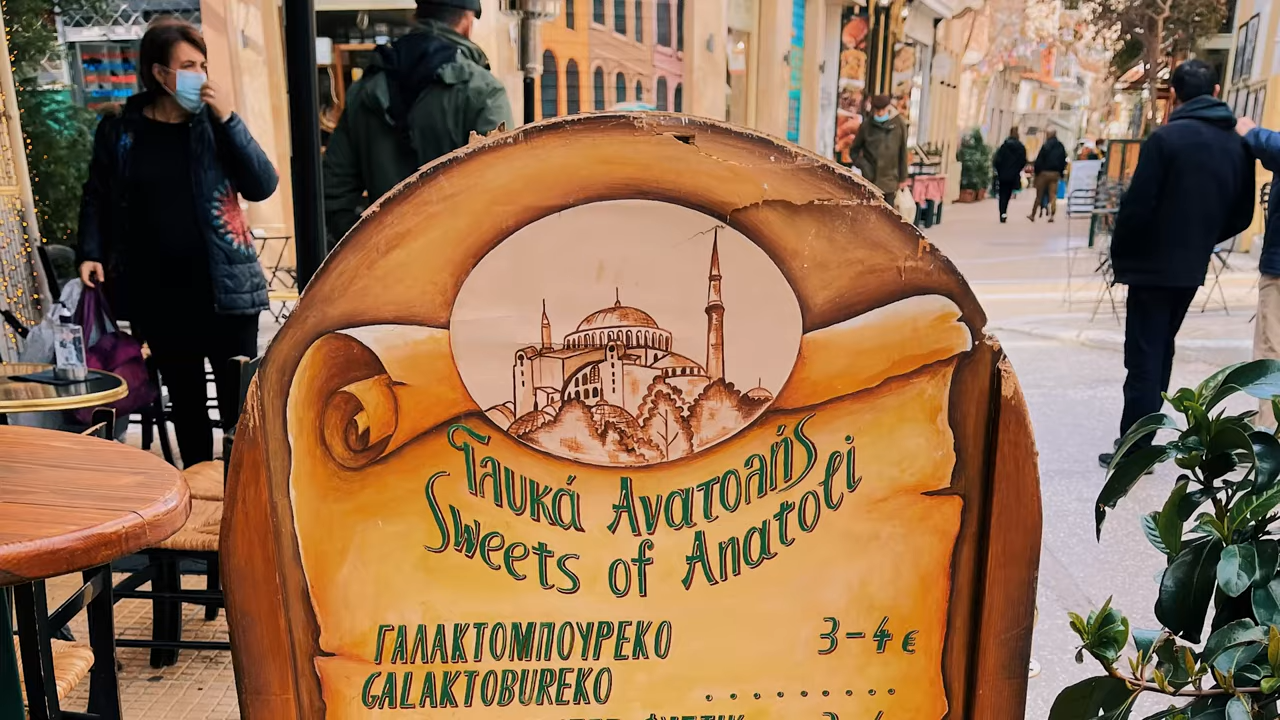 Γλυκά Ανατολής
Sweets of Anatoli
ΓΑΛΑΚΤΟΜΠΟΥΡΕΚΟ 3-4 €
GALAKTOBUREKO .........